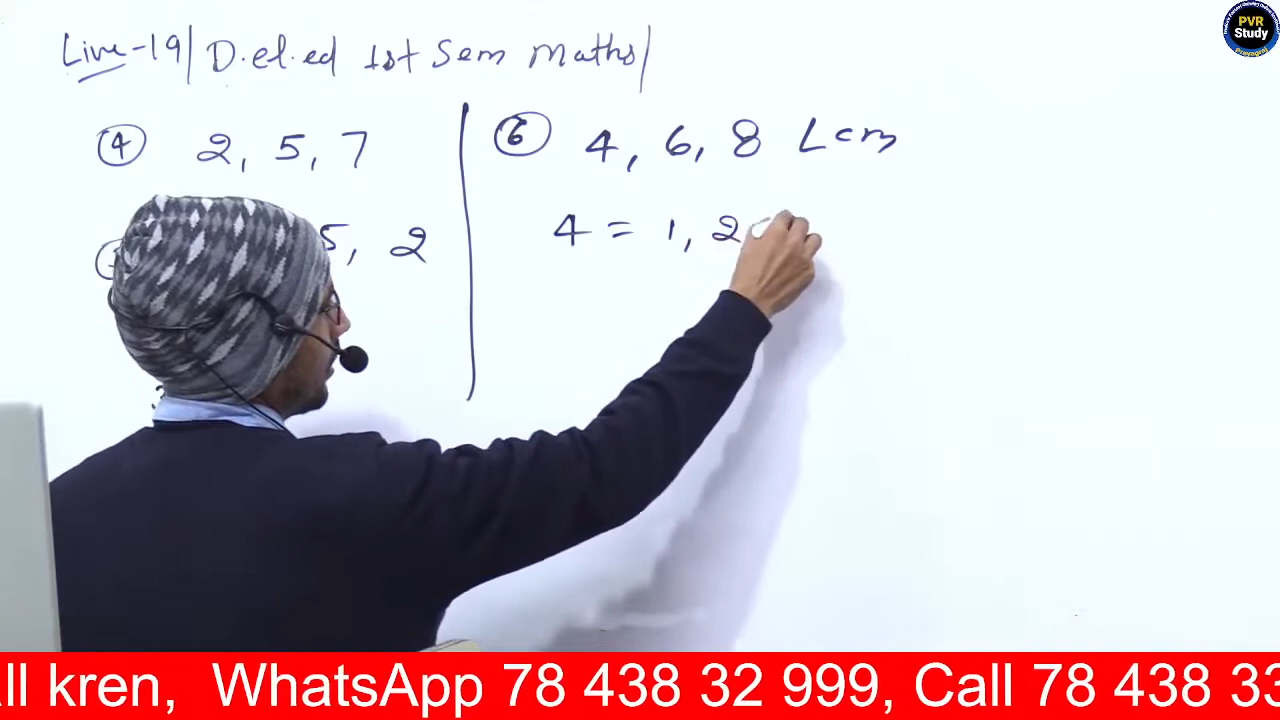 Live-19/ D.el.ed 1st Sem Maths/
④ 2, 5, 7
5, 2
⑥ 4, 6, 8 Lcm
4 = 1, 2
PVR
Study
Prayagraj
ll kren, WhatsApp 78 438 32 999, Call 78 438 33